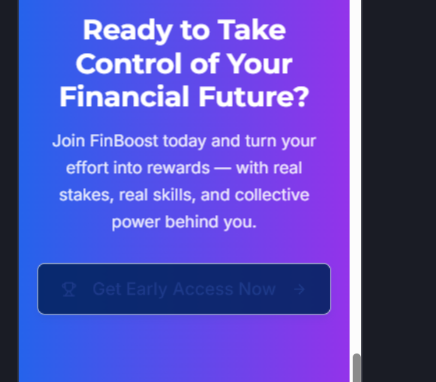 Ready to Take
Control of Your
Financial Future?
Join FinBoost today and turn your
effort into rewards — with real
stakes, real skills, and collective
power behind you.
Get Early Access Now →